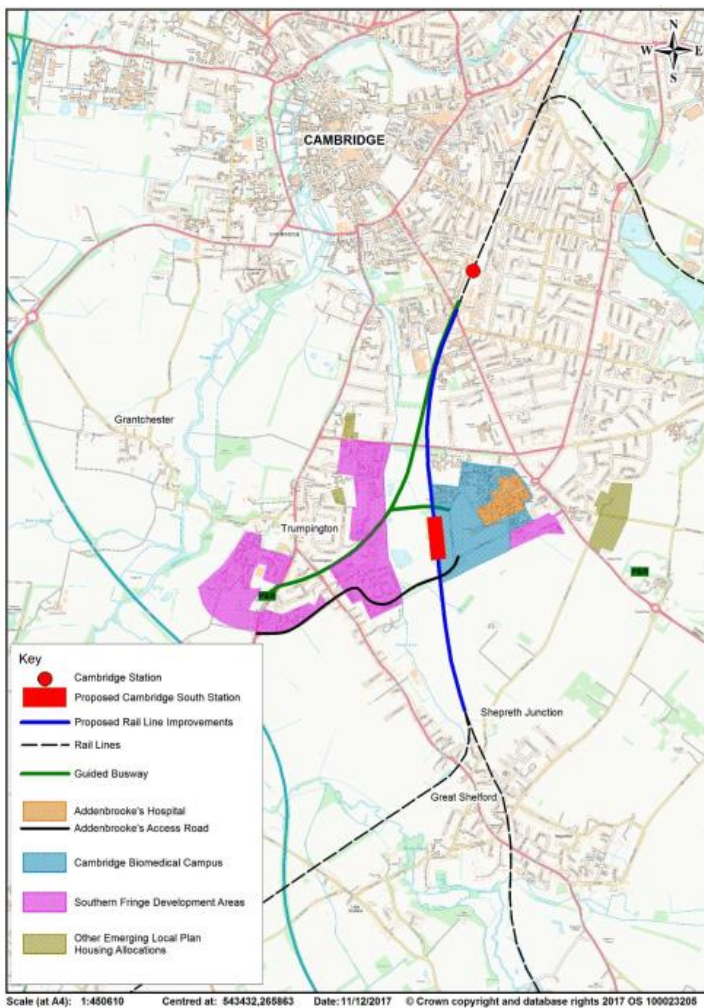 N
W E
S
CAMBRIDGE
Grantchester
Trumpington
P&R
P&R
Shepreth Junction
Great Shelford
Key
Cambridge Station
Proposed Cambridge South Station
Proposed Rail Line Improvements
Rail Lines
Guided Busway
Addenbrooke's Hospital
Addenbrooke's Access Road
Cambridge Biomedical Campus
Southern Fringe Development Areas
Other Emerging Local Plan
Housing Allocations
Scale (at A4): 1:450610 Centred at: 543432,265863 Date: 11/12/2017 © Crown copyright and database rights 2017 OS 100023205